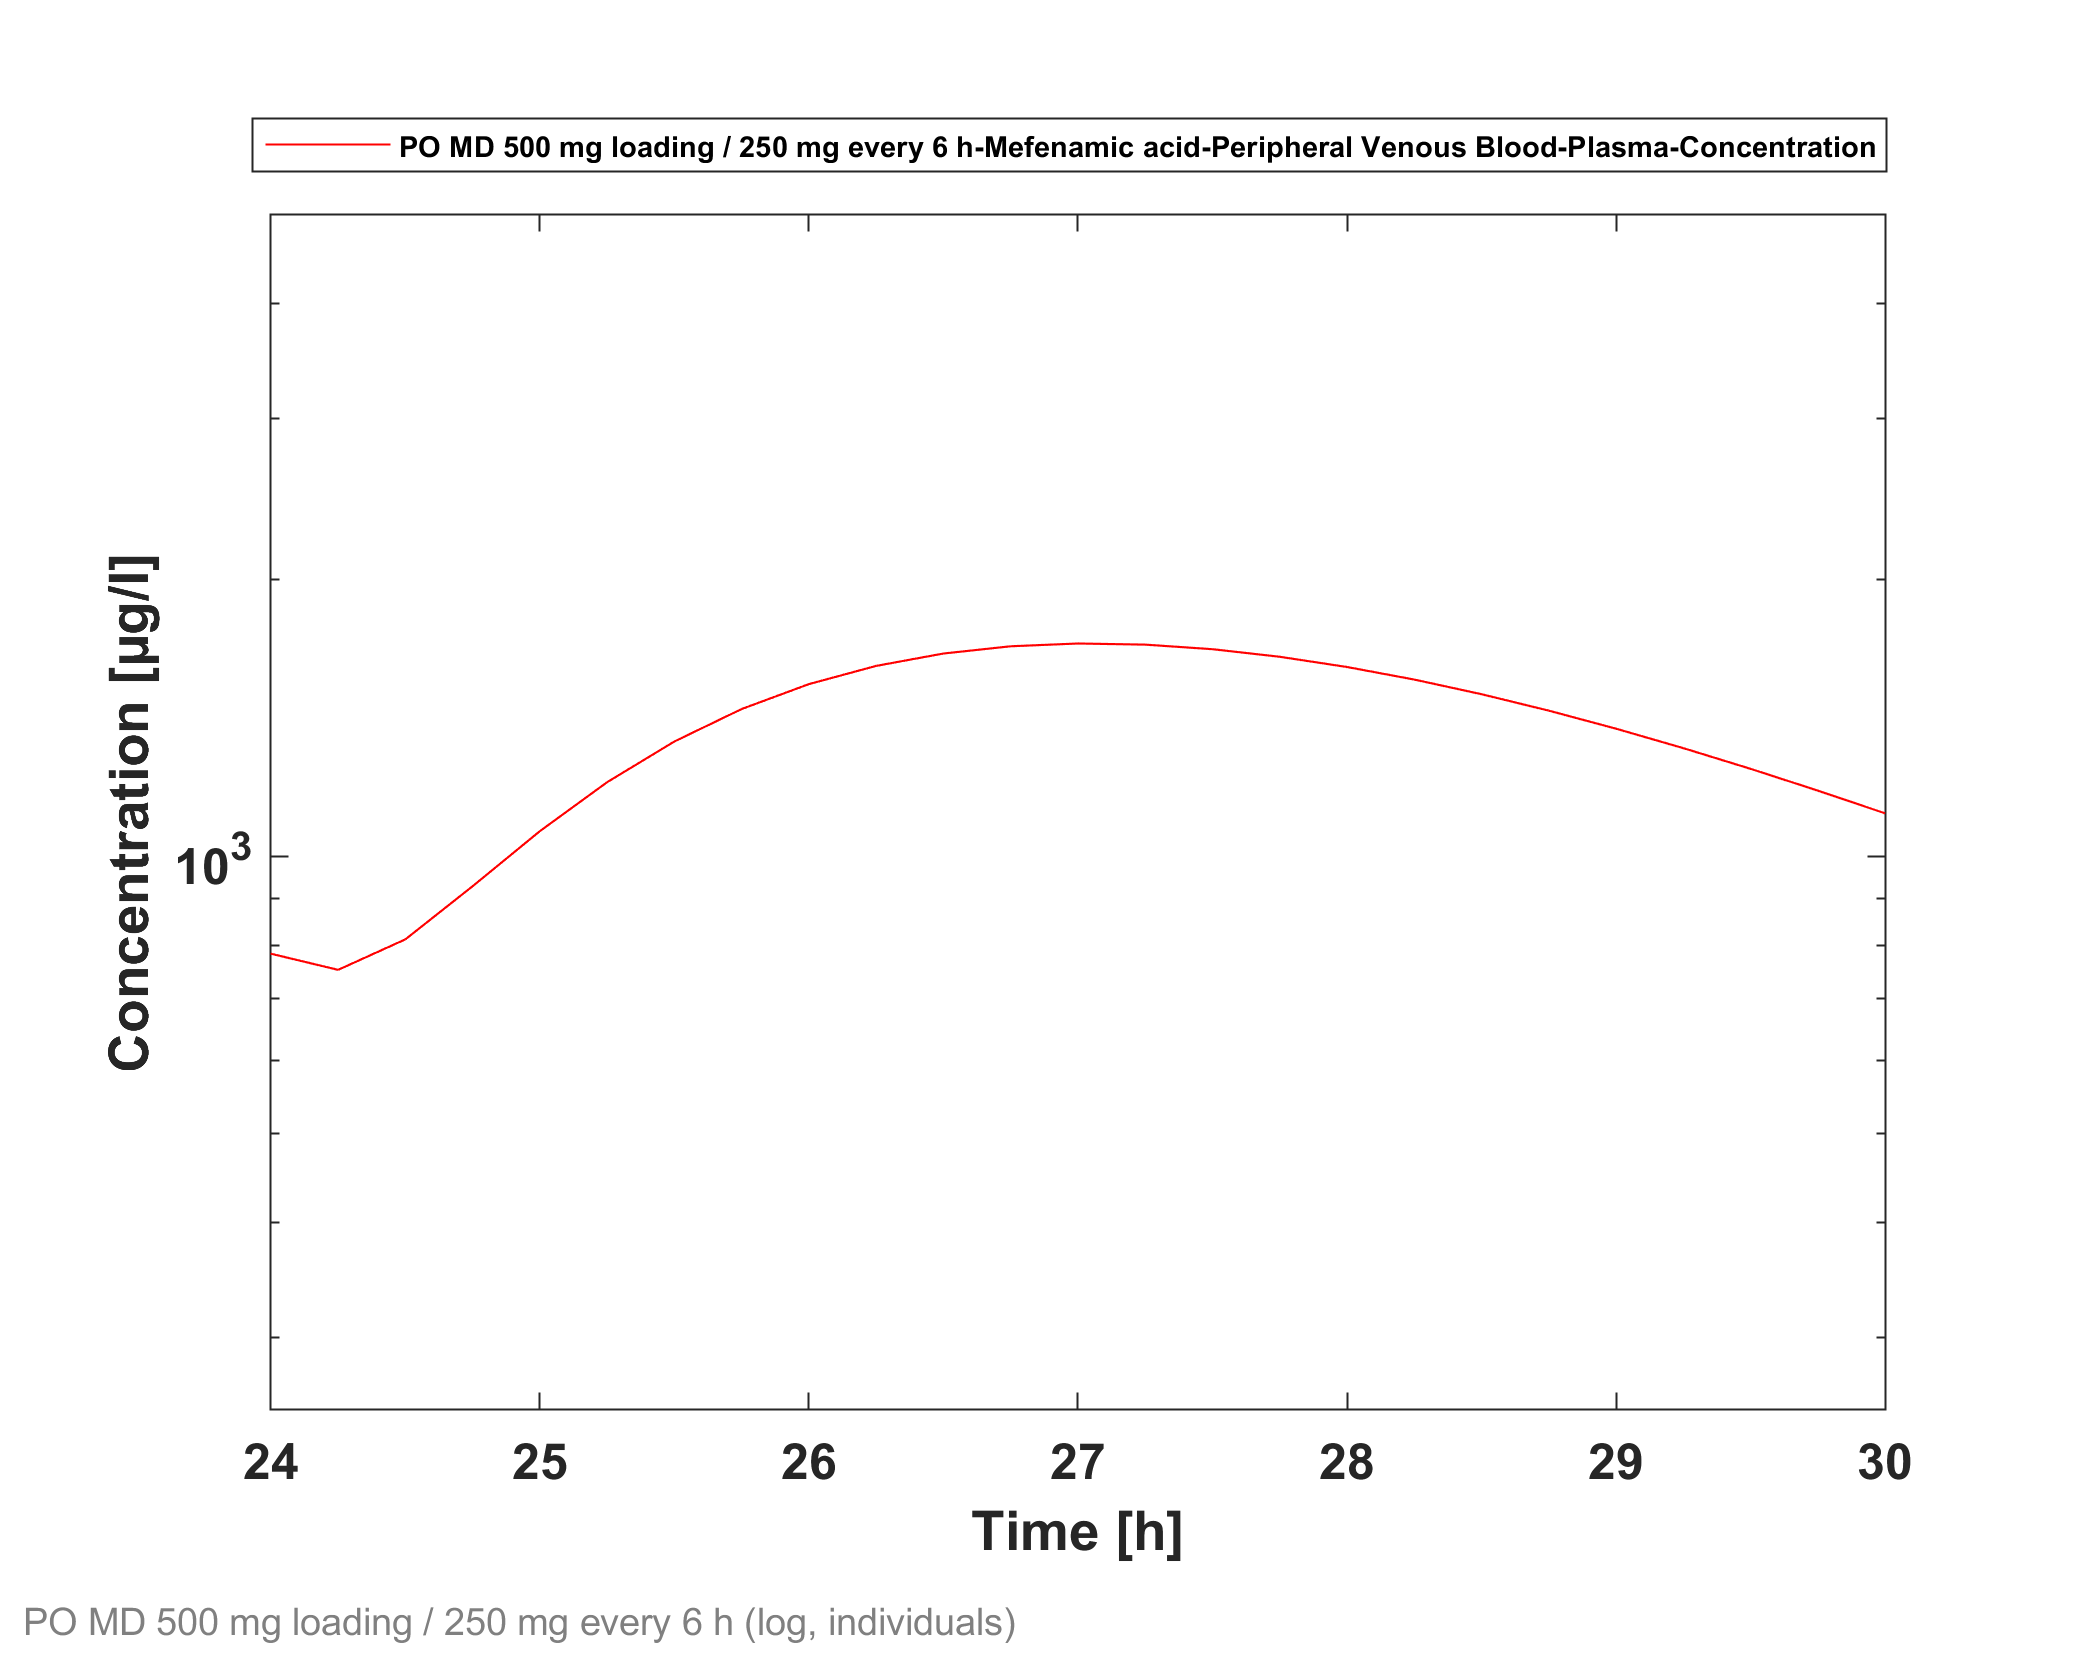 PO MD 500 mg loading / 250 mg every 6 h-Mefenamic acid-Peripheral Venous Blood-Plasma-Concentration
Concentration [µg/l]
10³
24 25 26 27 28 29 30
Time [h]
PO MD 500 mg loading / 250 mg every 6 h (log, individuals)